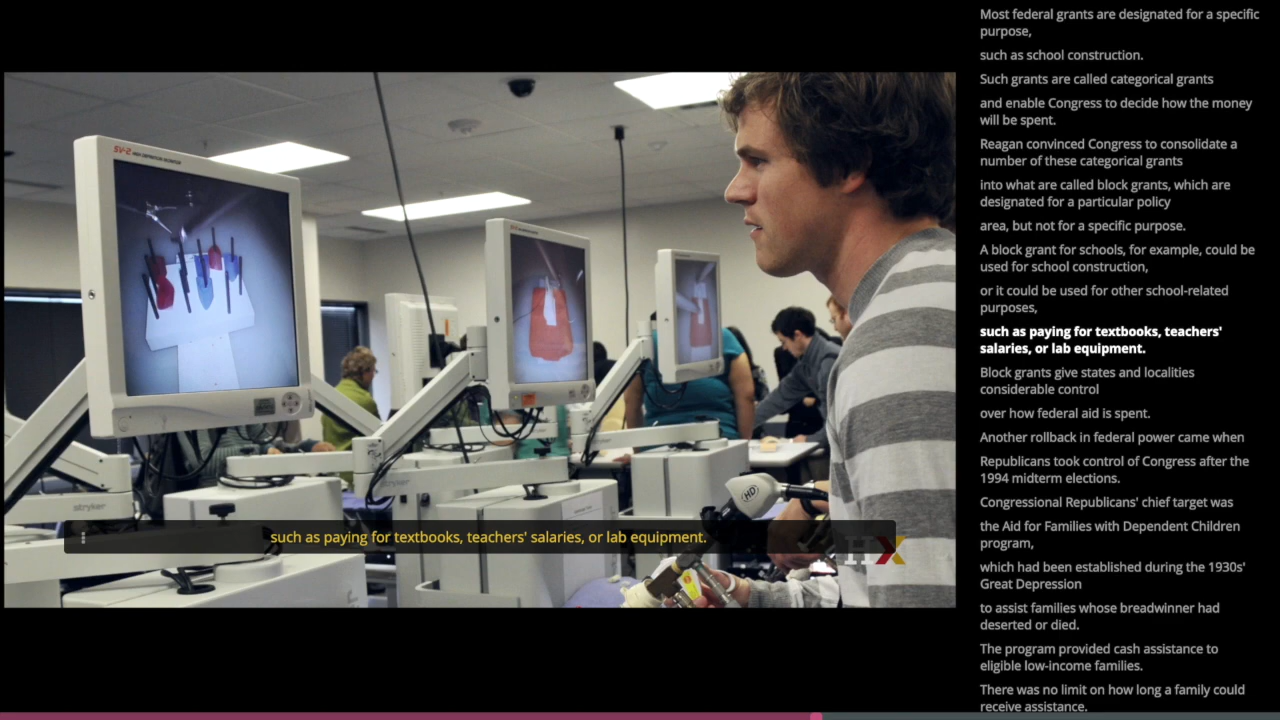 Most federal grants are designated for a specific
purpose,
such as school construction.
Such grants are called categorical grants
and enable Congress to decide how the money
will be spent.
Reagan convinced Congress to consolidate a
number of these categorical grants
into what are called block grants, which are
designated for a particular policy
area, but not for a specific purpose.
A block grant for schools, for example, could be
used for school construction,
or it could be used for other school-related
purposes,
such as paying for textbooks, teachers'
salaries, or lab equipment.
Block grants give states and localities
considerable control
over how federal aid is spent.
Another rollback in federal power came when
Republicans took control of Congress after the
1994 midterm elections.
Congressional Republicans' chief target was
the Aid for Families with Dependent Children
program,
which had been established during the 1930s'
Great Depression
to assist families whose breadwinner had
deserted or died.
The program provided cash assistance to
eligible low-income families.
There was no limit on how long a family could
receive assistance.
SV-2
stryker
stryker
HD
such as paying for textbooks, teachers' salaries, or lab equipment.
HX